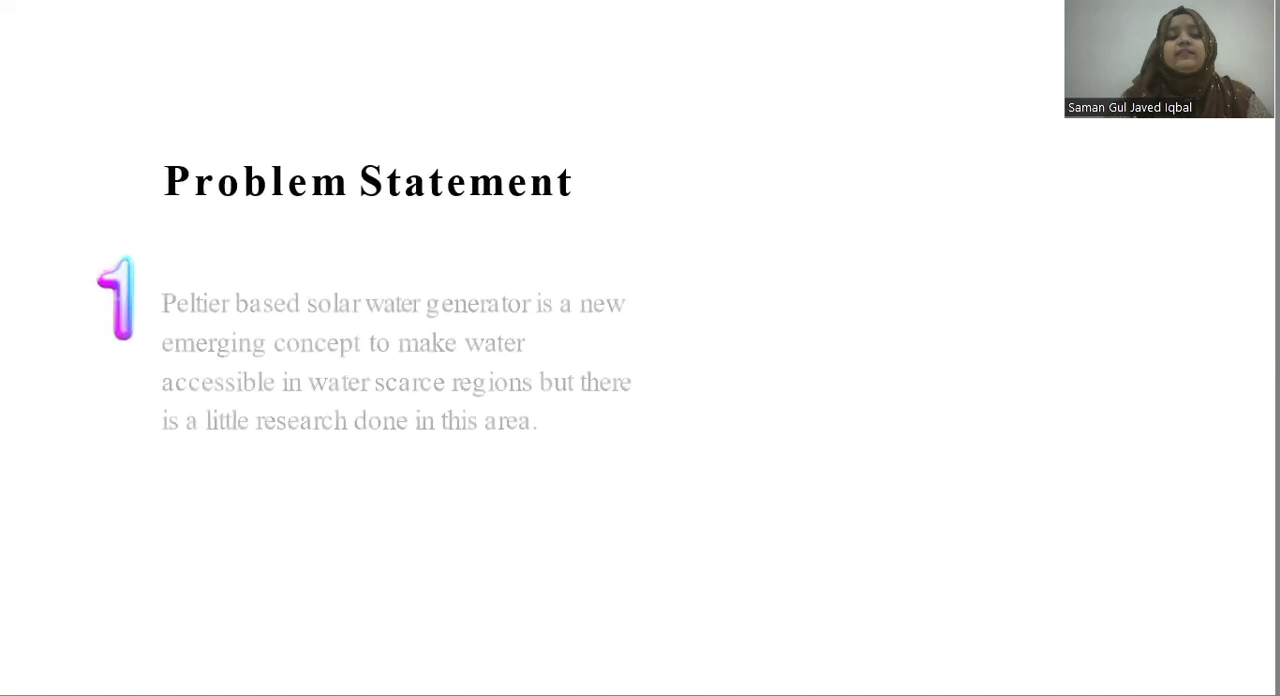 Saman Gul Javed Iqbal
Problem Statement
1
Peltier based solar water generator is a new
emerging concept to make water
accessible in water scarce regions but there
is a little research done in this area.